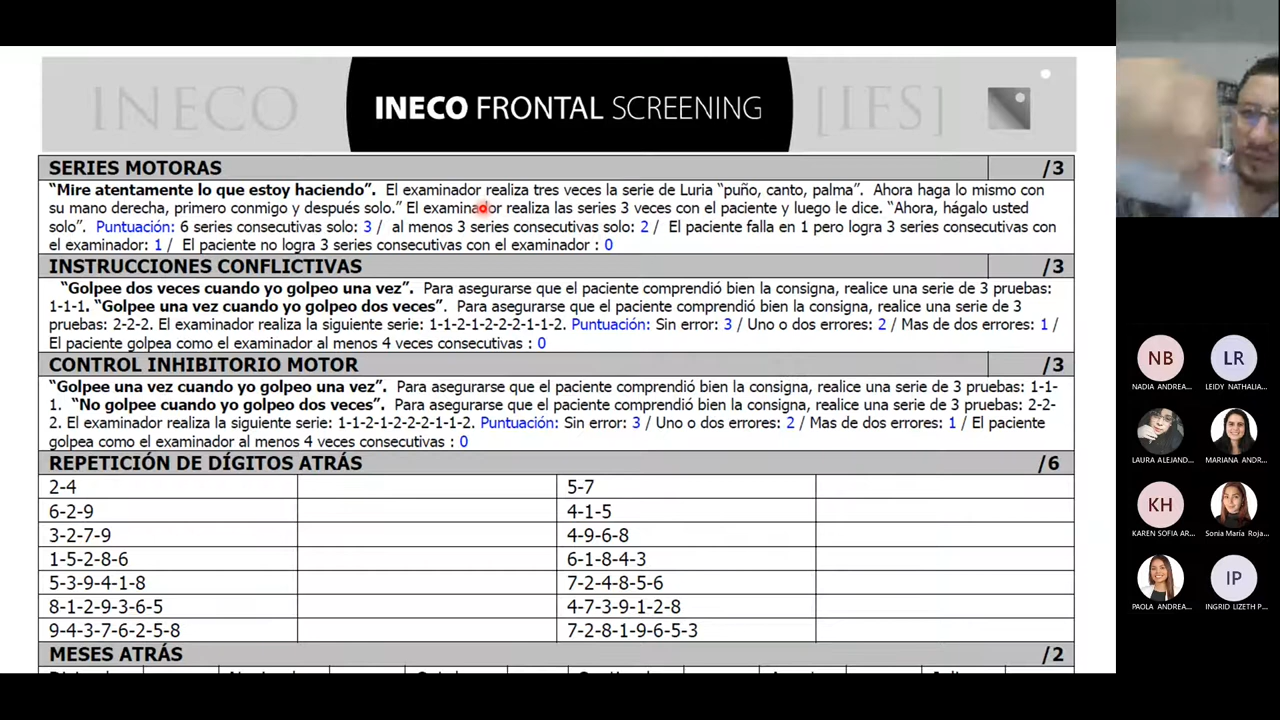 INECO
INECO FRONTAL SCREENING
[IFS]
SERIES MOTORAS /3
“Mire atentamente lo que estoy haciendo”. El examinador realiza tres veces la serie de Luria “puño, canto, palma”. Ahora haga lo mismo con
su mano derecha, primero conmigo y después solo.” El examinador realiza las series 3 veces con el paciente y luego le dice. “Ahora, hágalo usted
solo”. Puntuación: 6 series consecutivas solo: 3 / al menos 3 series consecutivas solo: 2 / El paciente falla en 1 pero logra 3 series consecutivas con
el examinador: 1 / El paciente no logra 3 series consecutivas con el examinador : 0
INSTRUCCIONES CONFLICTIVAS /3
“Golpee dos veces cuando yo golpeo una vez”. Para asegurarse que el paciente comprendió bien la consigna, realice una serie de 3 pruebas:
1-1-1. “Golpee una vez cuando yo golpeo dos veces”. Para asegurarse que el paciente comprendió bien la consigna, realice una serie de 3
pruebas: 2-2-2. El examinador realiza la siguiente serie: 1-1-2-1-2-2-2-1-1-2. Puntuación: Sin error: 3 / Uno o dos errores: 2 / Mas de dos errores: 1 /
El paciente golpea como el examinador al menos 4 veces consecutivas : 0
CONTROL INHIBITORIO MOTOR /3
“Golpee una vez cuando yo golpeo una vez”. Para asegurarse que el paciente comprendió bien la consigna, realice una serie de 3 pruebas: 1-1-
1. “No golpee cuando yo golpeo dos veces”. Para asegurarse que el paciente comprendió bien la consigna, realice una serie de 3 pruebas: 2-2-
2. El examinador realiza la siguiente serie: 1-1-2-1-2-2-2-1-1-2. Puntuación: Sin error: 3 / Uno o dos errores: 2 / Mas de dos errores: 1 / El paciente
golpea como el examinador al menos 4 veces consecutivas : 0
REPETICIÓN DE DÍGITOS ATRÁS /6
2-4 5-7
6-2-9 4-1-5
3-2-7-9 4-9-6-8
1-5-2-8-6 6-1-8-4-3
5-3-9-4-1-8 7-2-4-8-5-6
8-1-2-9-3-6-5 4-7-3-9-1-2-8
9-4-3-7-6-2-5-8 7-2-8-1-9-6-5-3
MESES ATRÁS /2
NB LR
NADIA ANDREA... LEIDY NATHALIA...
LAURA ALEJAND... MARIANA ANDR...
KH
KAREN SOFIA AR... Sonia María Roja...
IP
PAOLA ANDREA... INGRID LIZETH P...